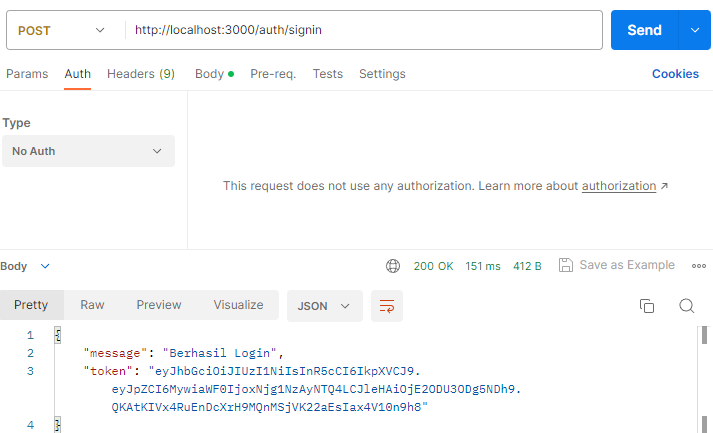 POST http://localhost:3000/auth/signin Send
Params Auth Headers (9) Body Pre-req. Tests Settings Cookies
Type
No Auth
This request does not use any authorization. Learn more about authorization ↗
Body 200 OK 151 ms 412 B Save as Example
Pretty Raw Preview Visualize JSON
1 {
2 "message": "Berhasil Login",
3 "token": "eyJhbGciOiJIUzI1NiIsInR5cCI6IkpXVCJ9.
eyJpZCI6MywiaWF0IjoxNjg1NzAyNTQ4LCJleHAiOjE2ODU3ODg5NDh9.
QKAtKIVx4RuEnDcXrH9MQnMSjVK22aEsIax4V10n9h8"
4 }